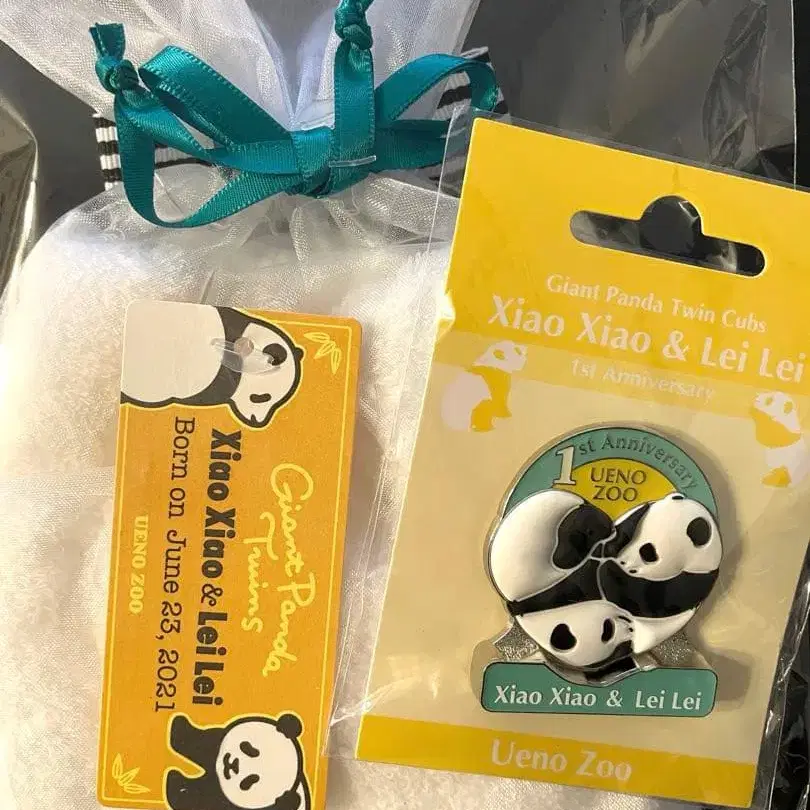 Giant Panda
Twins
Xiao Xiao & Lei Lei
Born on June 23, 2021
UENO ZOO
Giant Panda Twin Cubs
Xiao Xiao & Lei Lei
1st Anniversary
1st Anniversary
UENO
ZOO
Xiao Xiao & Lei Lei
Ueno Zoo